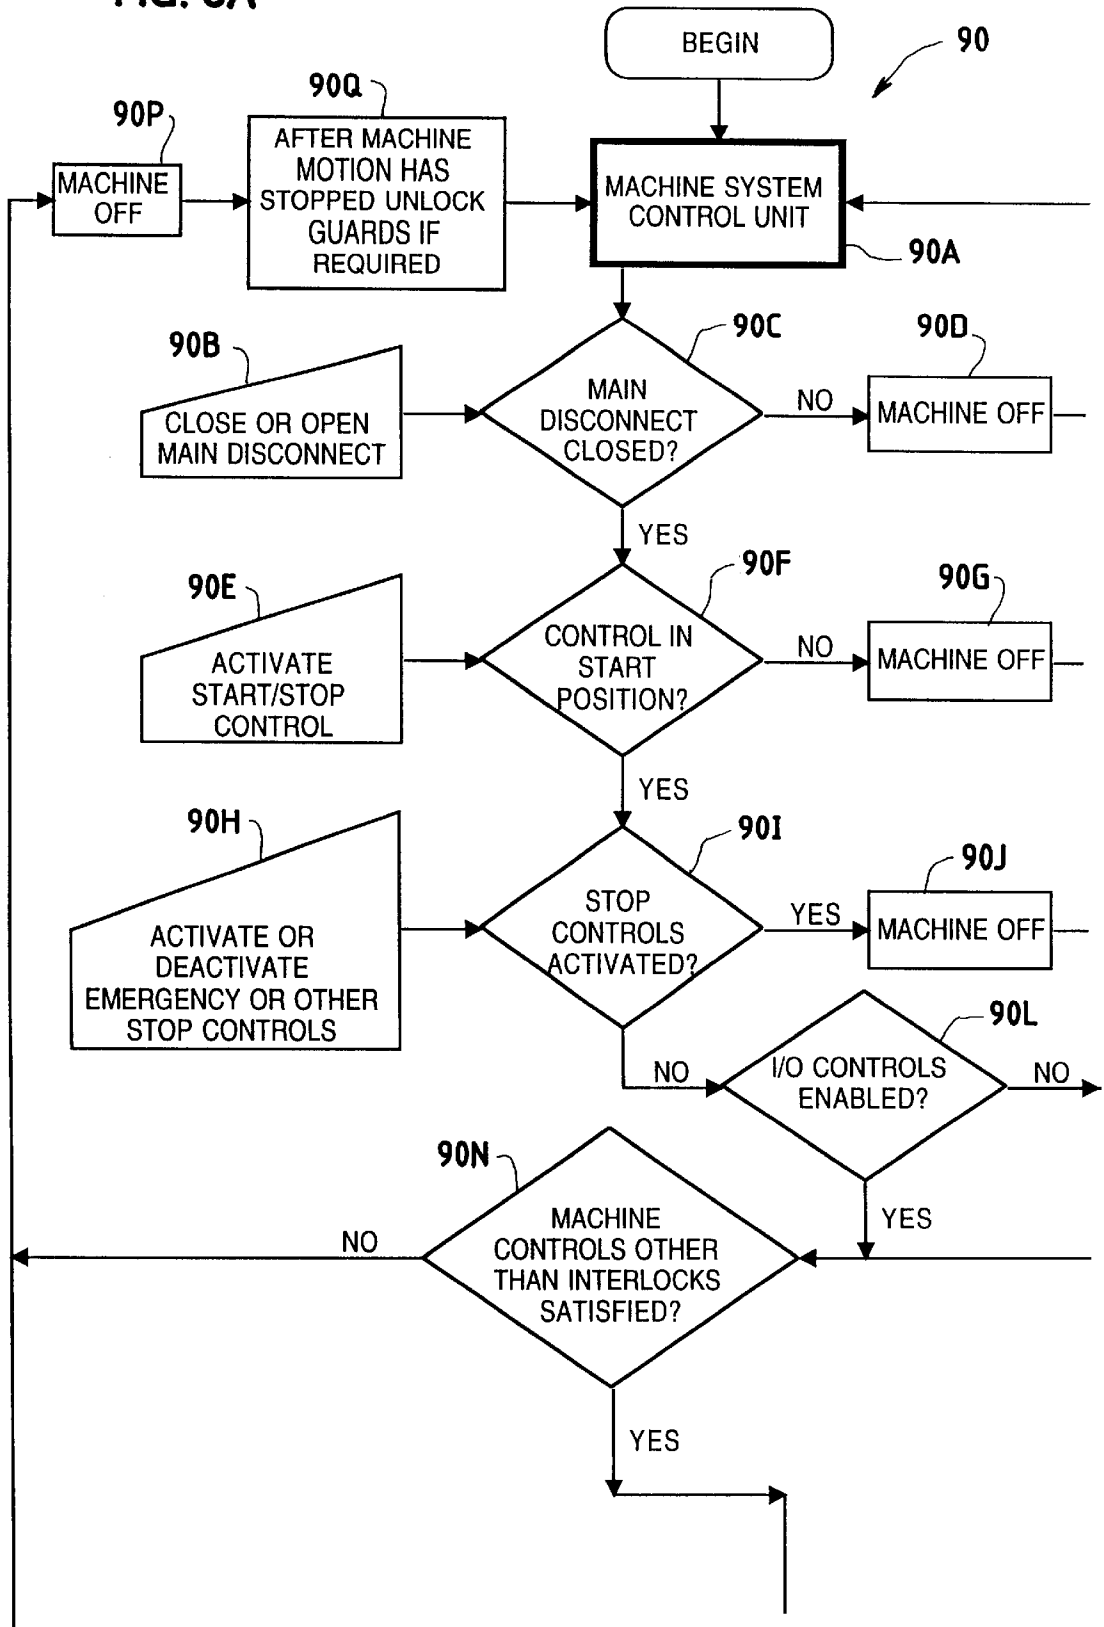 BEGIN
90
90P
90Q
MACHINE
OFF
AFTER MACHINE
MOTION HAS
STOPPED UNLOCK
GUARDS IF
REQUIRED
MACHINE SYSTEM
CONTROL UNIT
90A
90B
CLOSE OR OPEN
MAIN DISCONNECT
90C
MAIN
DISCONNECT
CLOSED?
NO
90D
MACHINE OFF
YES
90E
ACTIVATE
START/STOP
CONTROL
90F
CONTROL IN
START
POSITION?
NO
90G
MACHINE OFF
YES
90H
ACTIVATE OR
DEACTIVATE
EMERGENCY OR OTHER
STOP CONTROLS
90I
STOP
CONTROLS
ACTIVATED?
YES
90J
MACHINE OFF
NO
90L
I/O CONTROLS
ENABLED?
NO
YES
90N
MACHINE
CONTROLS OTHER
THAN INTERLOCKS
SATISFIED?
NO
YES